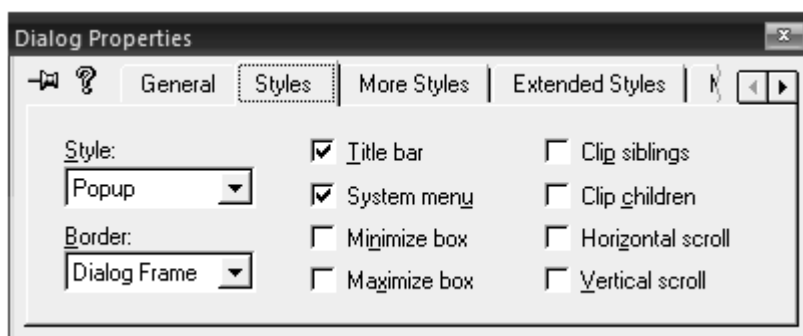 Dialog Properties
General Styles More Styles Extended Styles
Style: Title bar Clip siblings
Popup System menu Clip children
Border: Minimize box Horizontal scroll
Dialog Frame Maximize box Vertical scroll